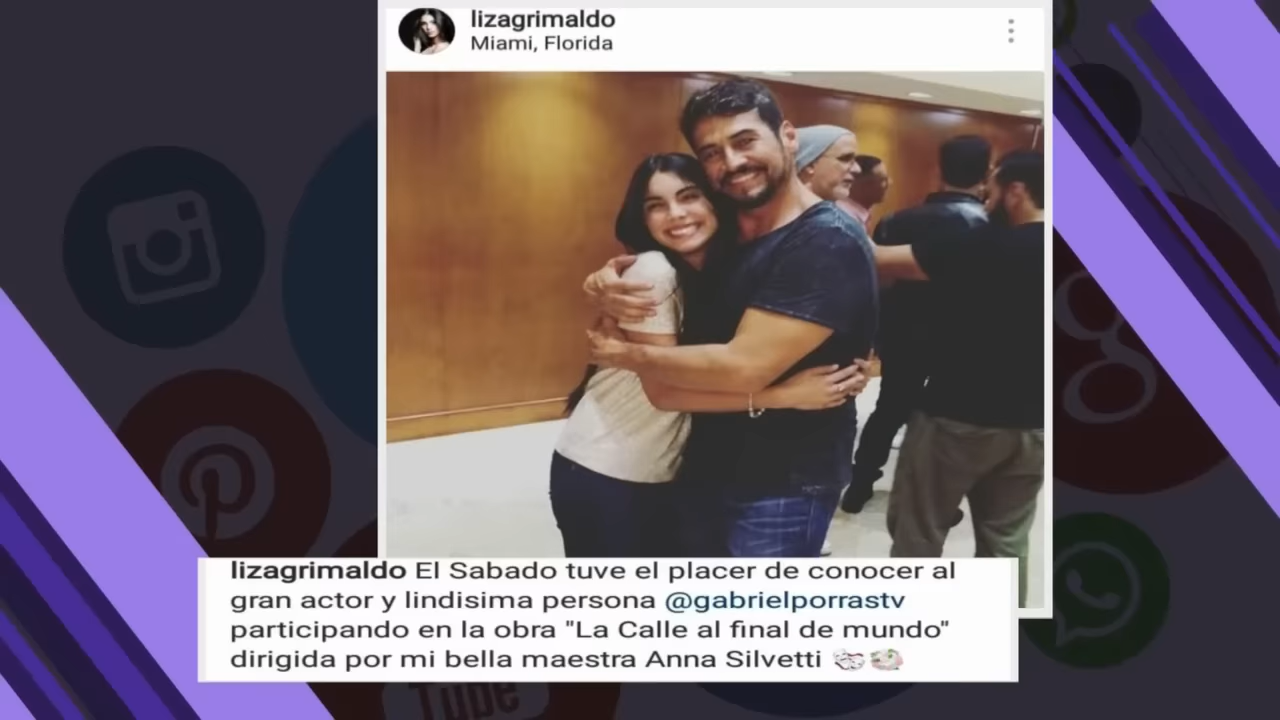 lizagrimaldo
Miami, Florida
lizagrimaldo El Sabado tuve el placer de conocer al
gran actor y lindisima persona @gabrielporrastv
participando en la obra "La Calle al final de mundo"
dirigida por mi bella maestra Anna Silvetti
Tube